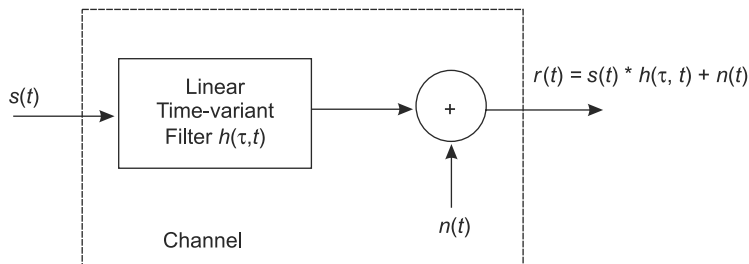 s(t)
Linear
Time-variant
Filter h(τ,t)
+
r(t) = s(t) * h(τ, t) + n(t)
n(t)
Channel